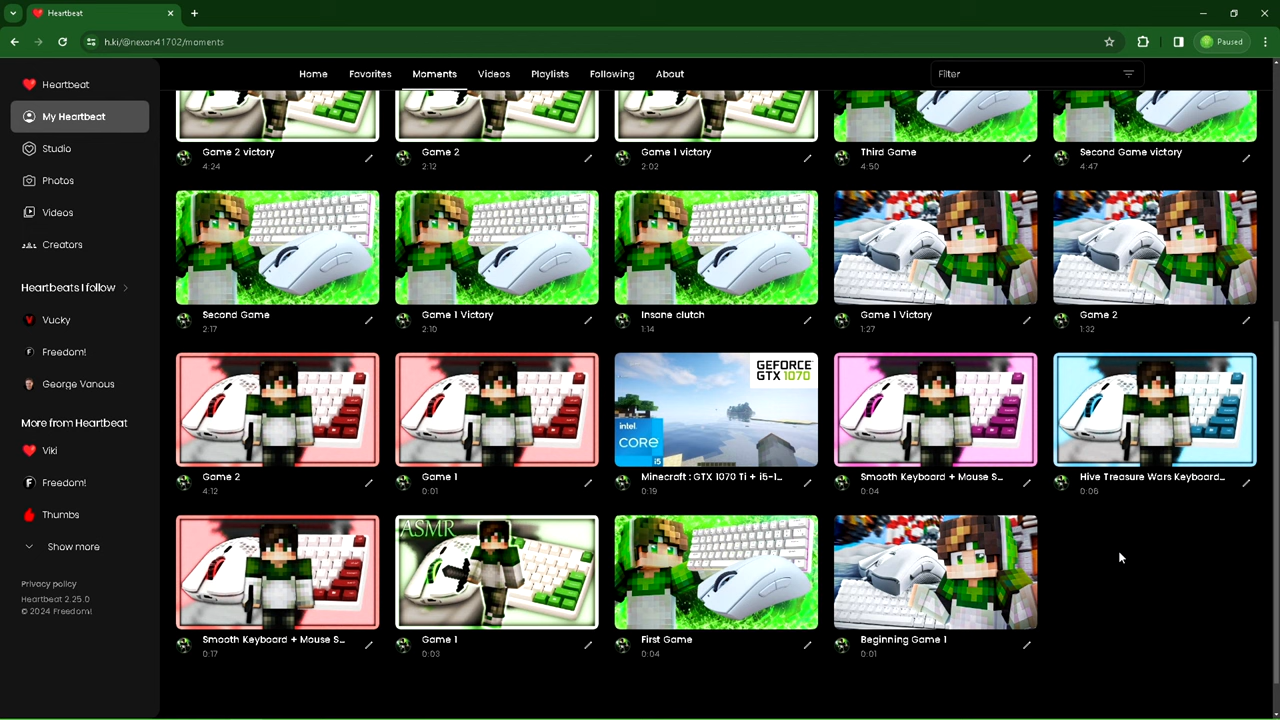 Heartbeat
h.ki/@nexon41702/moments
Paused
Heartbeat
My Heartbeat
Studio
Photos
Videos
Creators
Heartbeats I follow
Vucky
Freedom!
George Vanous
More from Heartbeat
Viki
Freedom!
Thumbs
Show more
Privacy policy
Heartbeat 2.25.0
© 2024 Freedom!
Home
Favorites
Moments
Videos
Playlists
Following
About
Filter
Game 2 victory
4:24
Game 2
2:12
Game 1 victory
2:02
Third Game
4:50
Second Game victory
4:47
Second Game
2:17
Game 1 Victory
2:10
Insane clutch
1:14
Game 1 Victory
1:27
Game 2
1:32
Game 2
4:12
Game 1
0:01
GEFORCE
GTX 1070
intel.
CORE
i5
Minecraft : GTX 1070 Ti + i5-1...
0:19
Smooth Keyboard + Mouse S...
0:04
Hive Treasure Wars Keyboard...
0:06
Smooth Keyboard + Mouse S...
0:17
ASMR
Game 1
0:03
First Game
0:04
Beginning Game 1
0:01